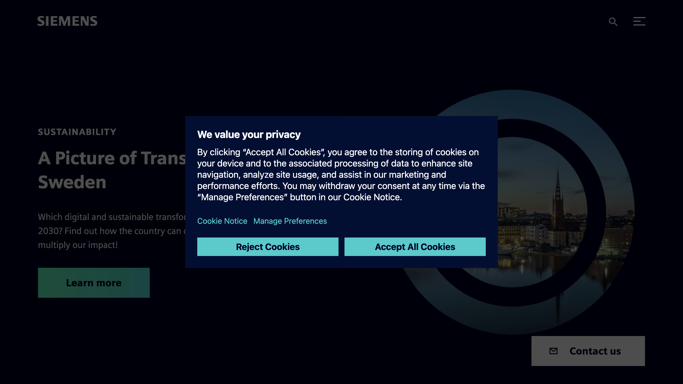 SIEMENS
SUSTAINABILITY
A Picture of Trans
Sweden
Which digital and sustainable transfor
2030? Find out how the country can
multiply our impact!
Learn more
We value your privacy
By clicking “Accept All Cookies”, you agree to the storing of cookies on
your device and to the associated processing of data to enhance site
navigation, analyze site usage, and assist in our marketing and
performance efforts. You may withdraw your consent at any time via the
“Manage Preferences” button in our Cookie Notice.
Cookie Notice Manage Preferences
Reject Cookies Accept All Cookies
Contact us